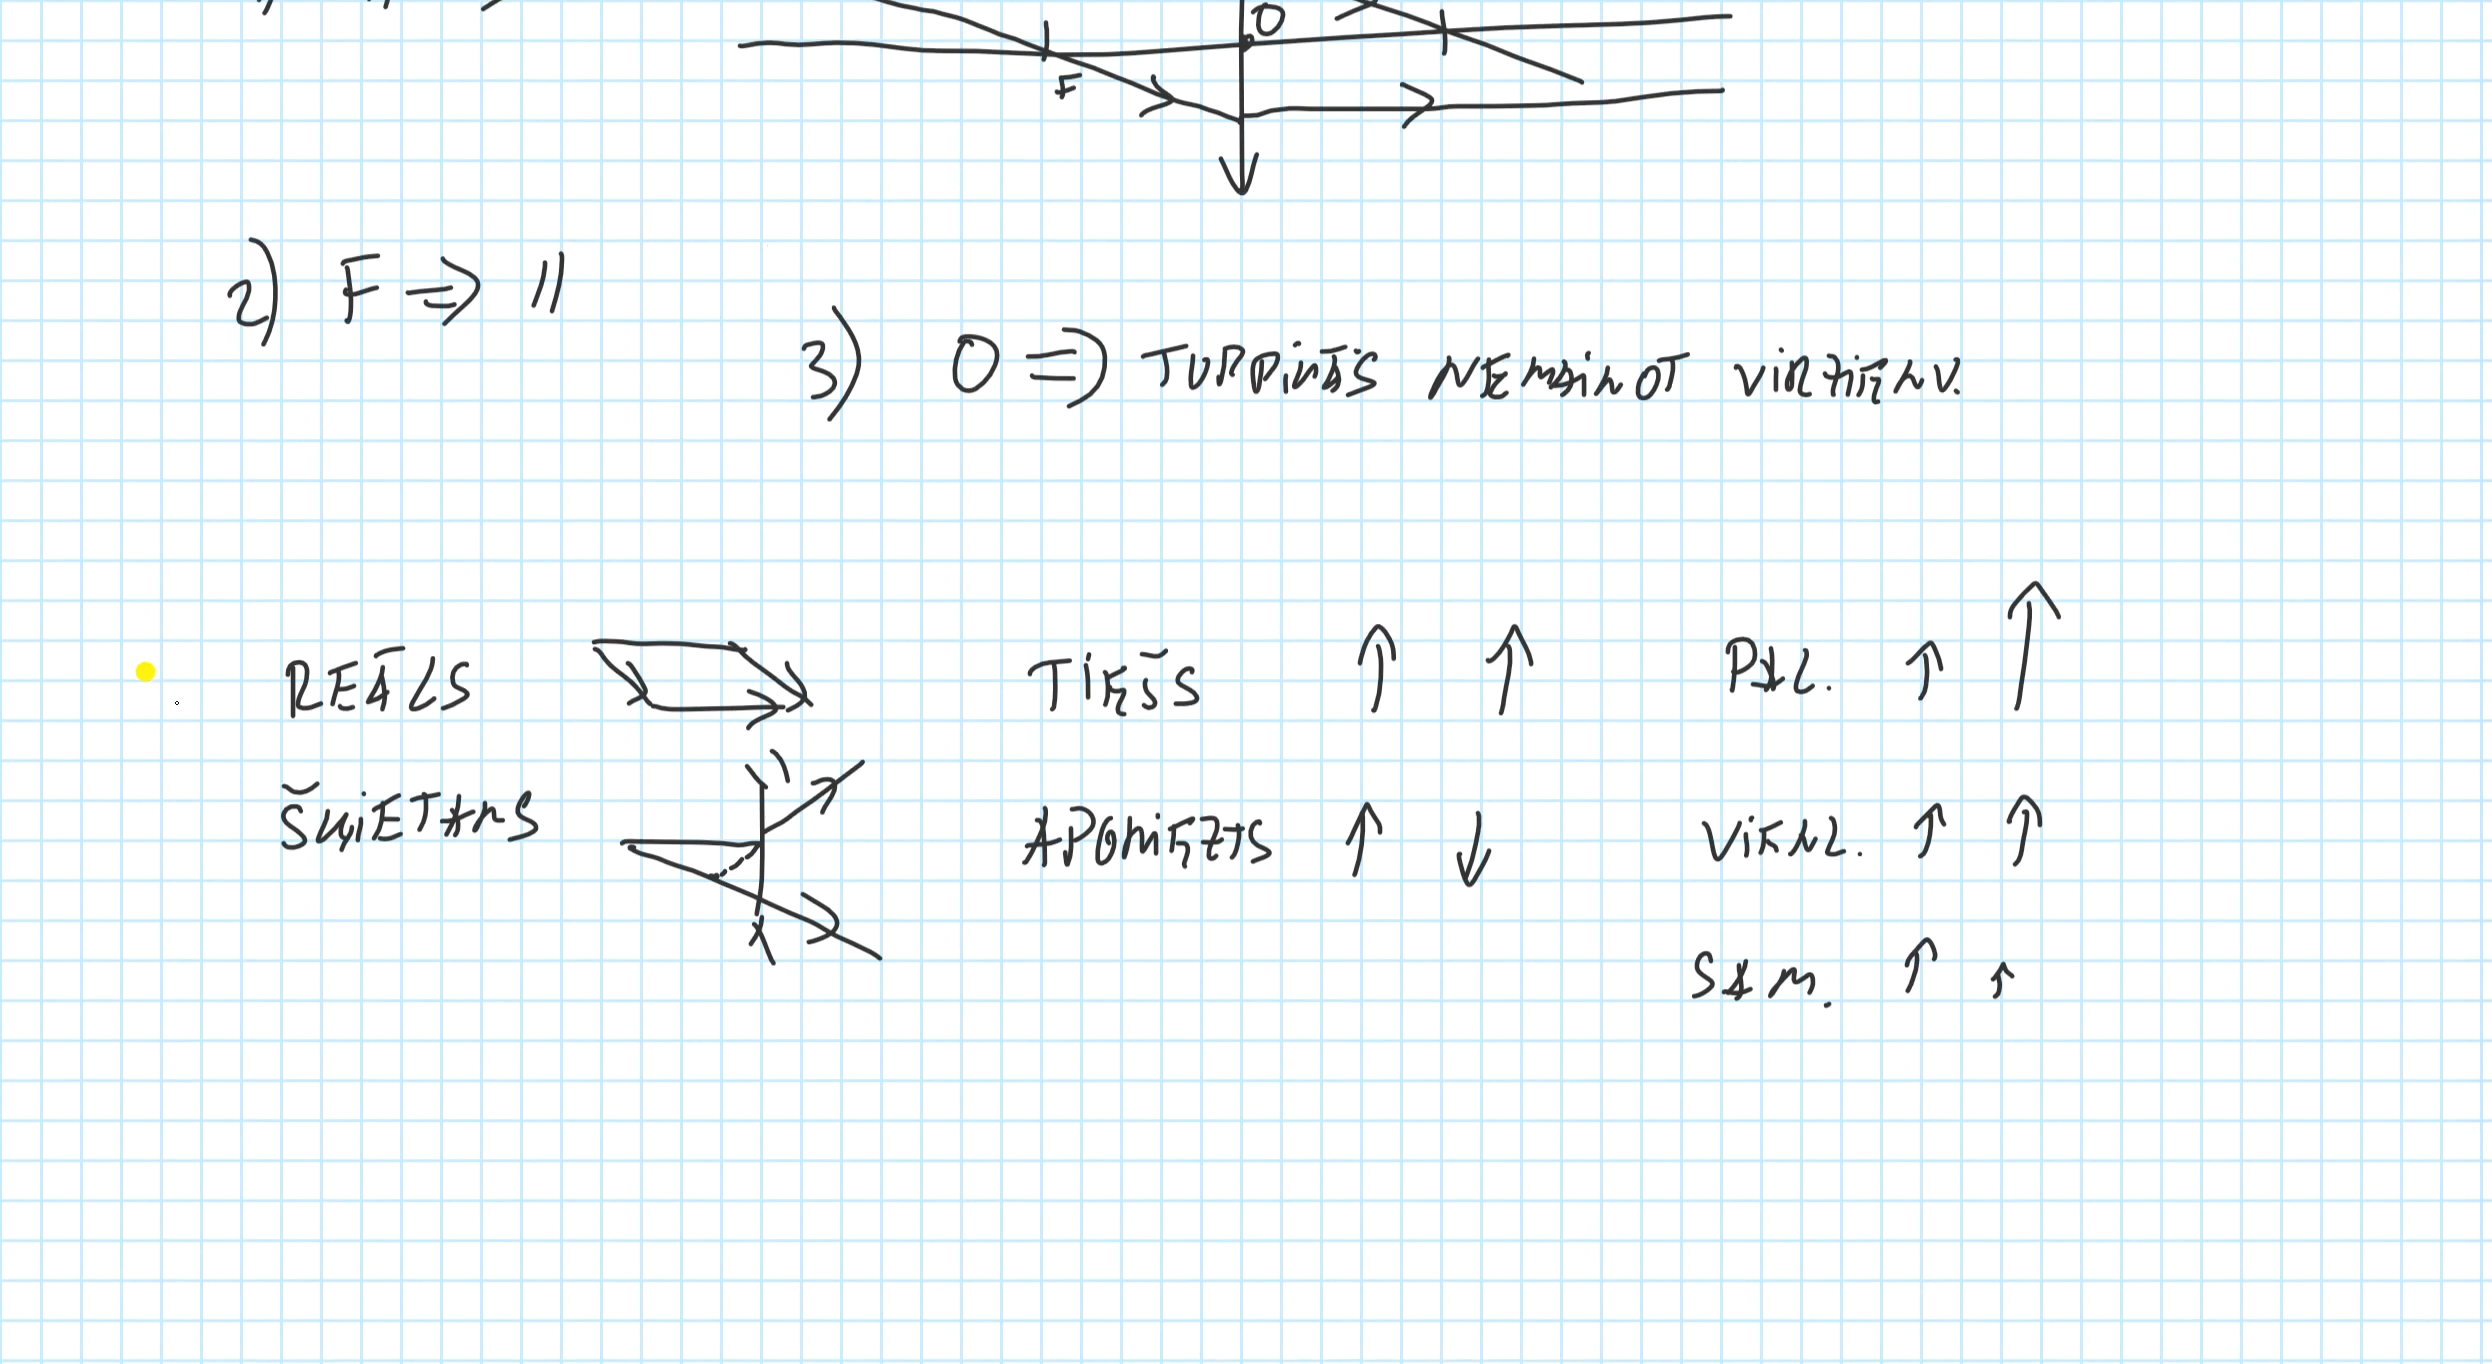 O
F
2) F ⇒ ||
3) O ⇒ TURPINĀS NEMAINOT VIRZIENU.
REĀLS TIEŠS ↑ ↑ PAL. ↑ ↑
ŠĶIETAMS APGRIEZTS ↑ ↓ VIENL. ↑ ↑
SAM. ↑ ↑